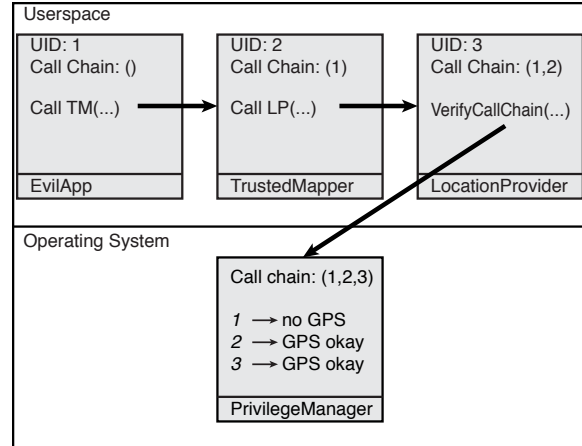 Userspace
UID: 1
Call Chain: ()
Call TM(...)
EvilApp
UID: 2
Call Chain: (1)
Call LP(...)
TrustedMapper
UID: 3
Call Chain: (1,2)
VerifyCallChain(...)
LocationProvider
Operating System
Call chain: (1,2,3)
1 → no GPS
2 → GPS okay
3 → GPS okay
PrivilegeManager